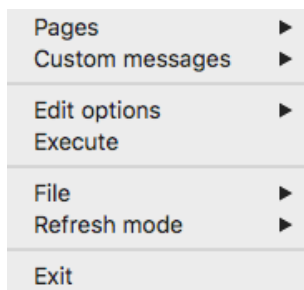 Pages
Custom messages
Edit options
Execute
File
Refresh mode
Exit